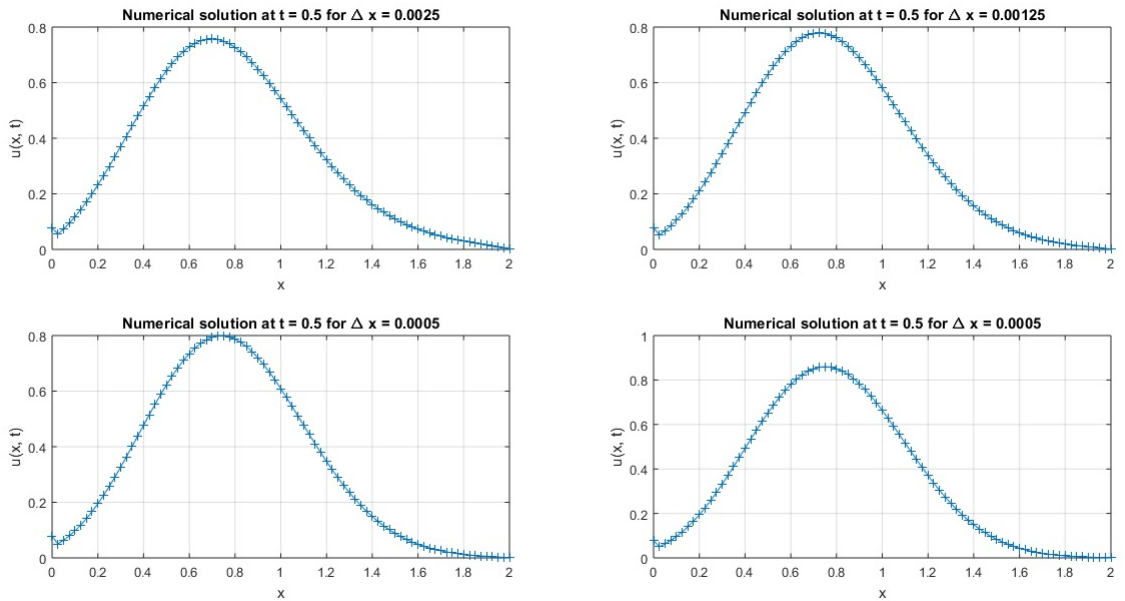 Numerical solution at t = 0.5 for Δ x = 0.0025
0.8
0.6
0.4
0.2
0
u(x, t)
0 0.2 0.4 0.6 0.8 1 1.2 1.4 1.6 1.8 2
x
Numerical solution at t = 0.5 for Δ x = 0.00125
0.8
0.6
0.4
0.2
0
u(x, t)
0 0.2 0.4 0.6 0.8 1 1.2 1.4 1.6 1.8 2
x
Numerical solution at t = 0.5 for Δ x = 0.0005
0.8
0.6
0.4
0.2
0
u(x, t)
0 0.2 0.4 0.6 0.8 1 1.2 1.4 1.6 1.8 2
x
Numerical solution at t = 0.5 for Δ x = 0.0005
1
0.8
0.6
0.4
0.2
0
u(x, t)
0 0.2 0.4 0.6 0.8 1 1.2 1.4 1.6 1.8 2
x